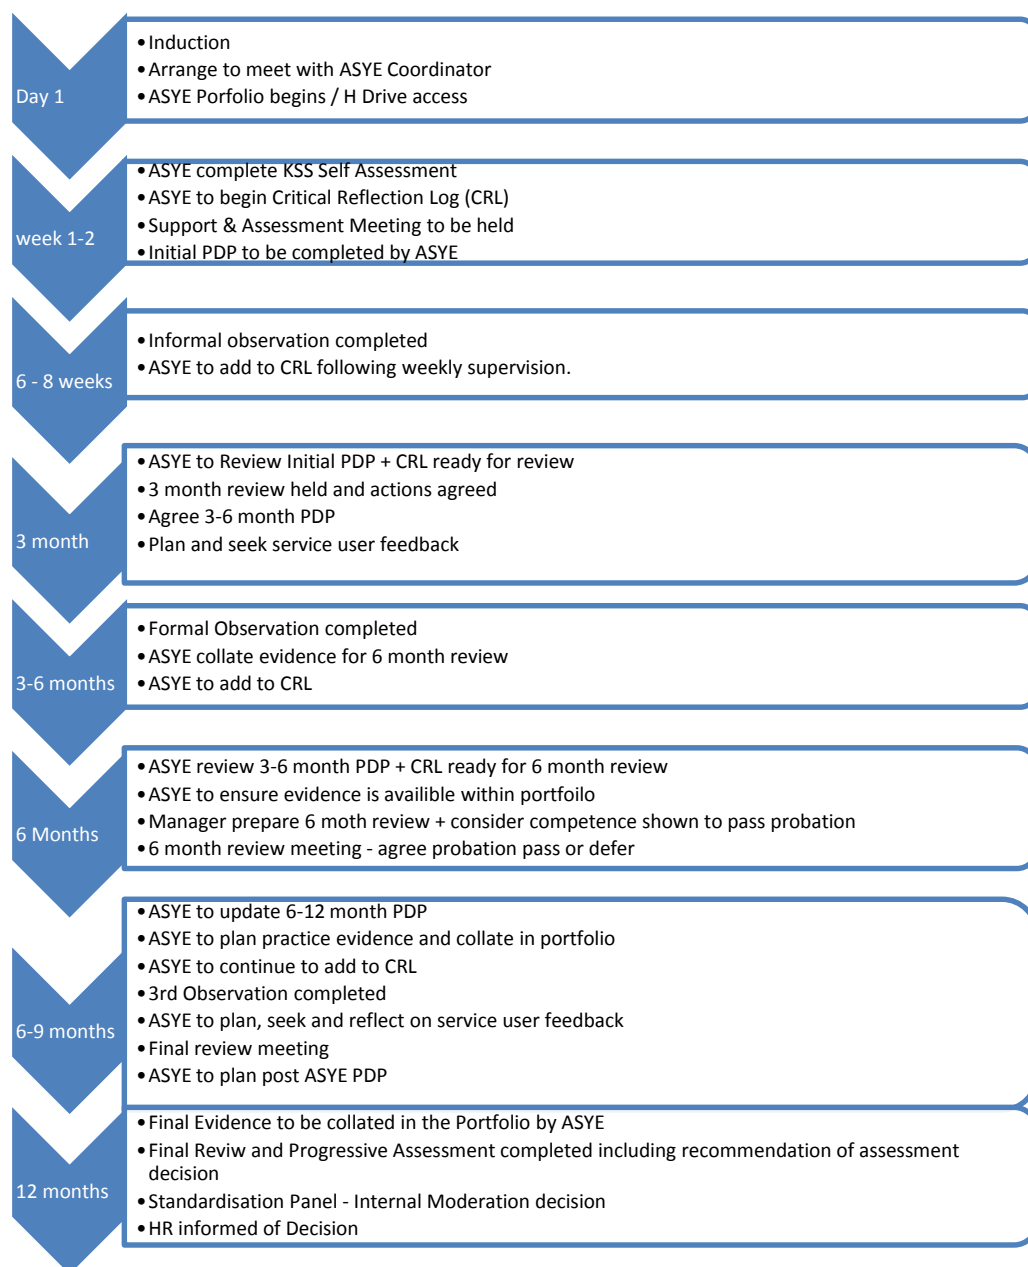 Day 1
•Induction
•Arrange to meet with ASYE Coordinator
•ASYE Porfolio begins / H Drive access
week 1-2
•ASYE complete KSS Self Assessment
•ASYE to begin Critical Reflection Log (CRL)
•Support & Assessment Meeting to be held
•Initial PDP to be completed by ASYE
6 - 8 weeks
•Informal observation completed
•ASYE to add to CRL following weekly supervision.
3 month
•ASYE to Review Initial PDP + CRL ready for review
•3 month review held and actions agreed
•Agree 3-6 month PDP
•Plan and seek service user feedback
3-6 months
•Formal Observation completed
•ASYE collate evidence for 6 month review
•ASYE to add to CRL
6 Months
•ASYE review 3-6 month PDP + CRL ready for 6 month review
•ASYE to ensure evidence is availible within portfoilo
•Manager prepare 6 moth review + consider competence shown to pass probation
•6 month review meeting - agree probation pass or defer
6-9 months
•ASYE to update 6-12 month PDP
•ASYE to plan practice evidence and collate in portfolio
•ASYE to continue to add to CRL
•3rd Observation completed
•ASYE to plan, seek and reflect on service user feedback
•Final review meeting
•ASYE to plan post ASYE PDP
12 months
•Final Evidence to be collated in the Portfolio by ASYE
•Final Reviw and Progressive Assessment completed including recommendation of assessment
decision
•Standardisation Panel - Internal Moderation decision
•HR informed of Decision